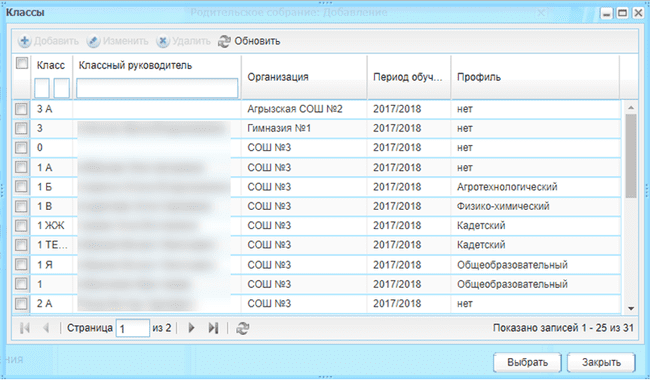 Классы
Родительское собрание: Добавление
Добавить Изменить Удалить Обновить
Класс Классный руководитель Организация Период обуч... Профиль
3 А Агрызская СОШ №2 2017/2018 нет
3 Гимназия №1 2017/2018 нет
0 СОШ №3 2017/2018 нет
1 А СОШ №3 2017/2018 нет
1 Б СОШ №3 2017/2018 Агротехнологический
1 В СОШ №3 2017/2018 Физико-химический
1 ЖЖ СОШ №3 2017/2018 Кадетский
1 ТЕ... СОШ №3 2017/2018 Кадетский
1 Я СОШ №3 2017/2018 Общеобразовательный
1 СОШ №3 2017/2018 Общеобразовательный
2 А СОШ №3 2017/2018 нет
Страница 1 из 2 Показано записей 1 - 25 из 31
ния
Выбрать Закрыть